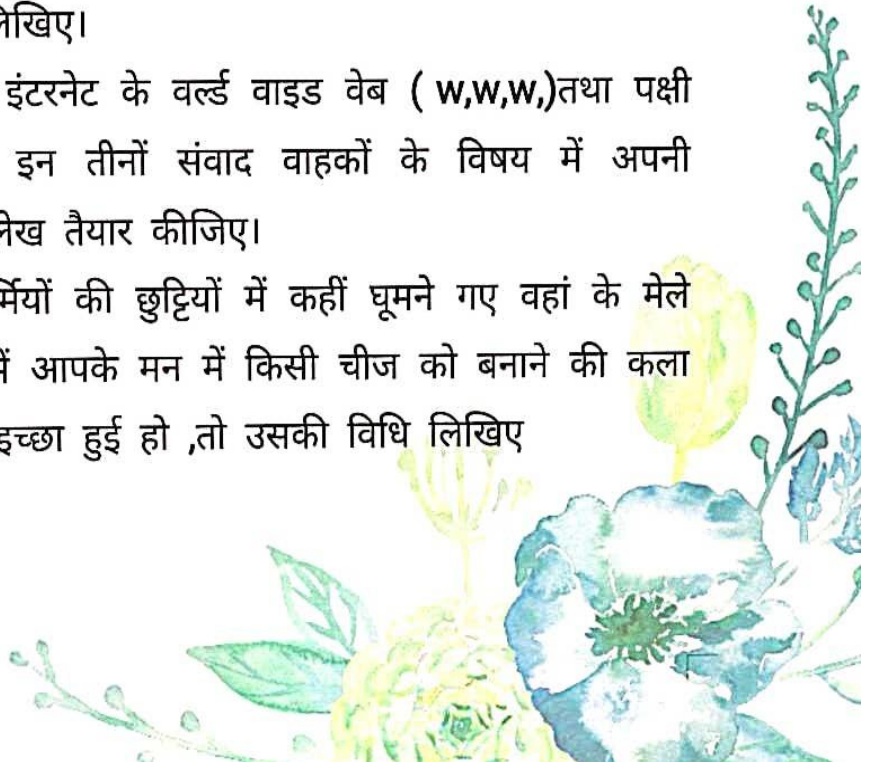 लिखिए।
इंटरनेट के वर्ल्ड वाइड वेब ( w,w,w,)तथा पक्षी
इन तीनों संवाद वाहकों के विषय में अपनी
तैयार कीजिए।
की छुट्टियों में कहीं घूमने गए वहां के मेले
में आपके मन में किसी चीज को बनाने की कला
इच्छा हुई हो ,तो उसकी विधि लिखिए